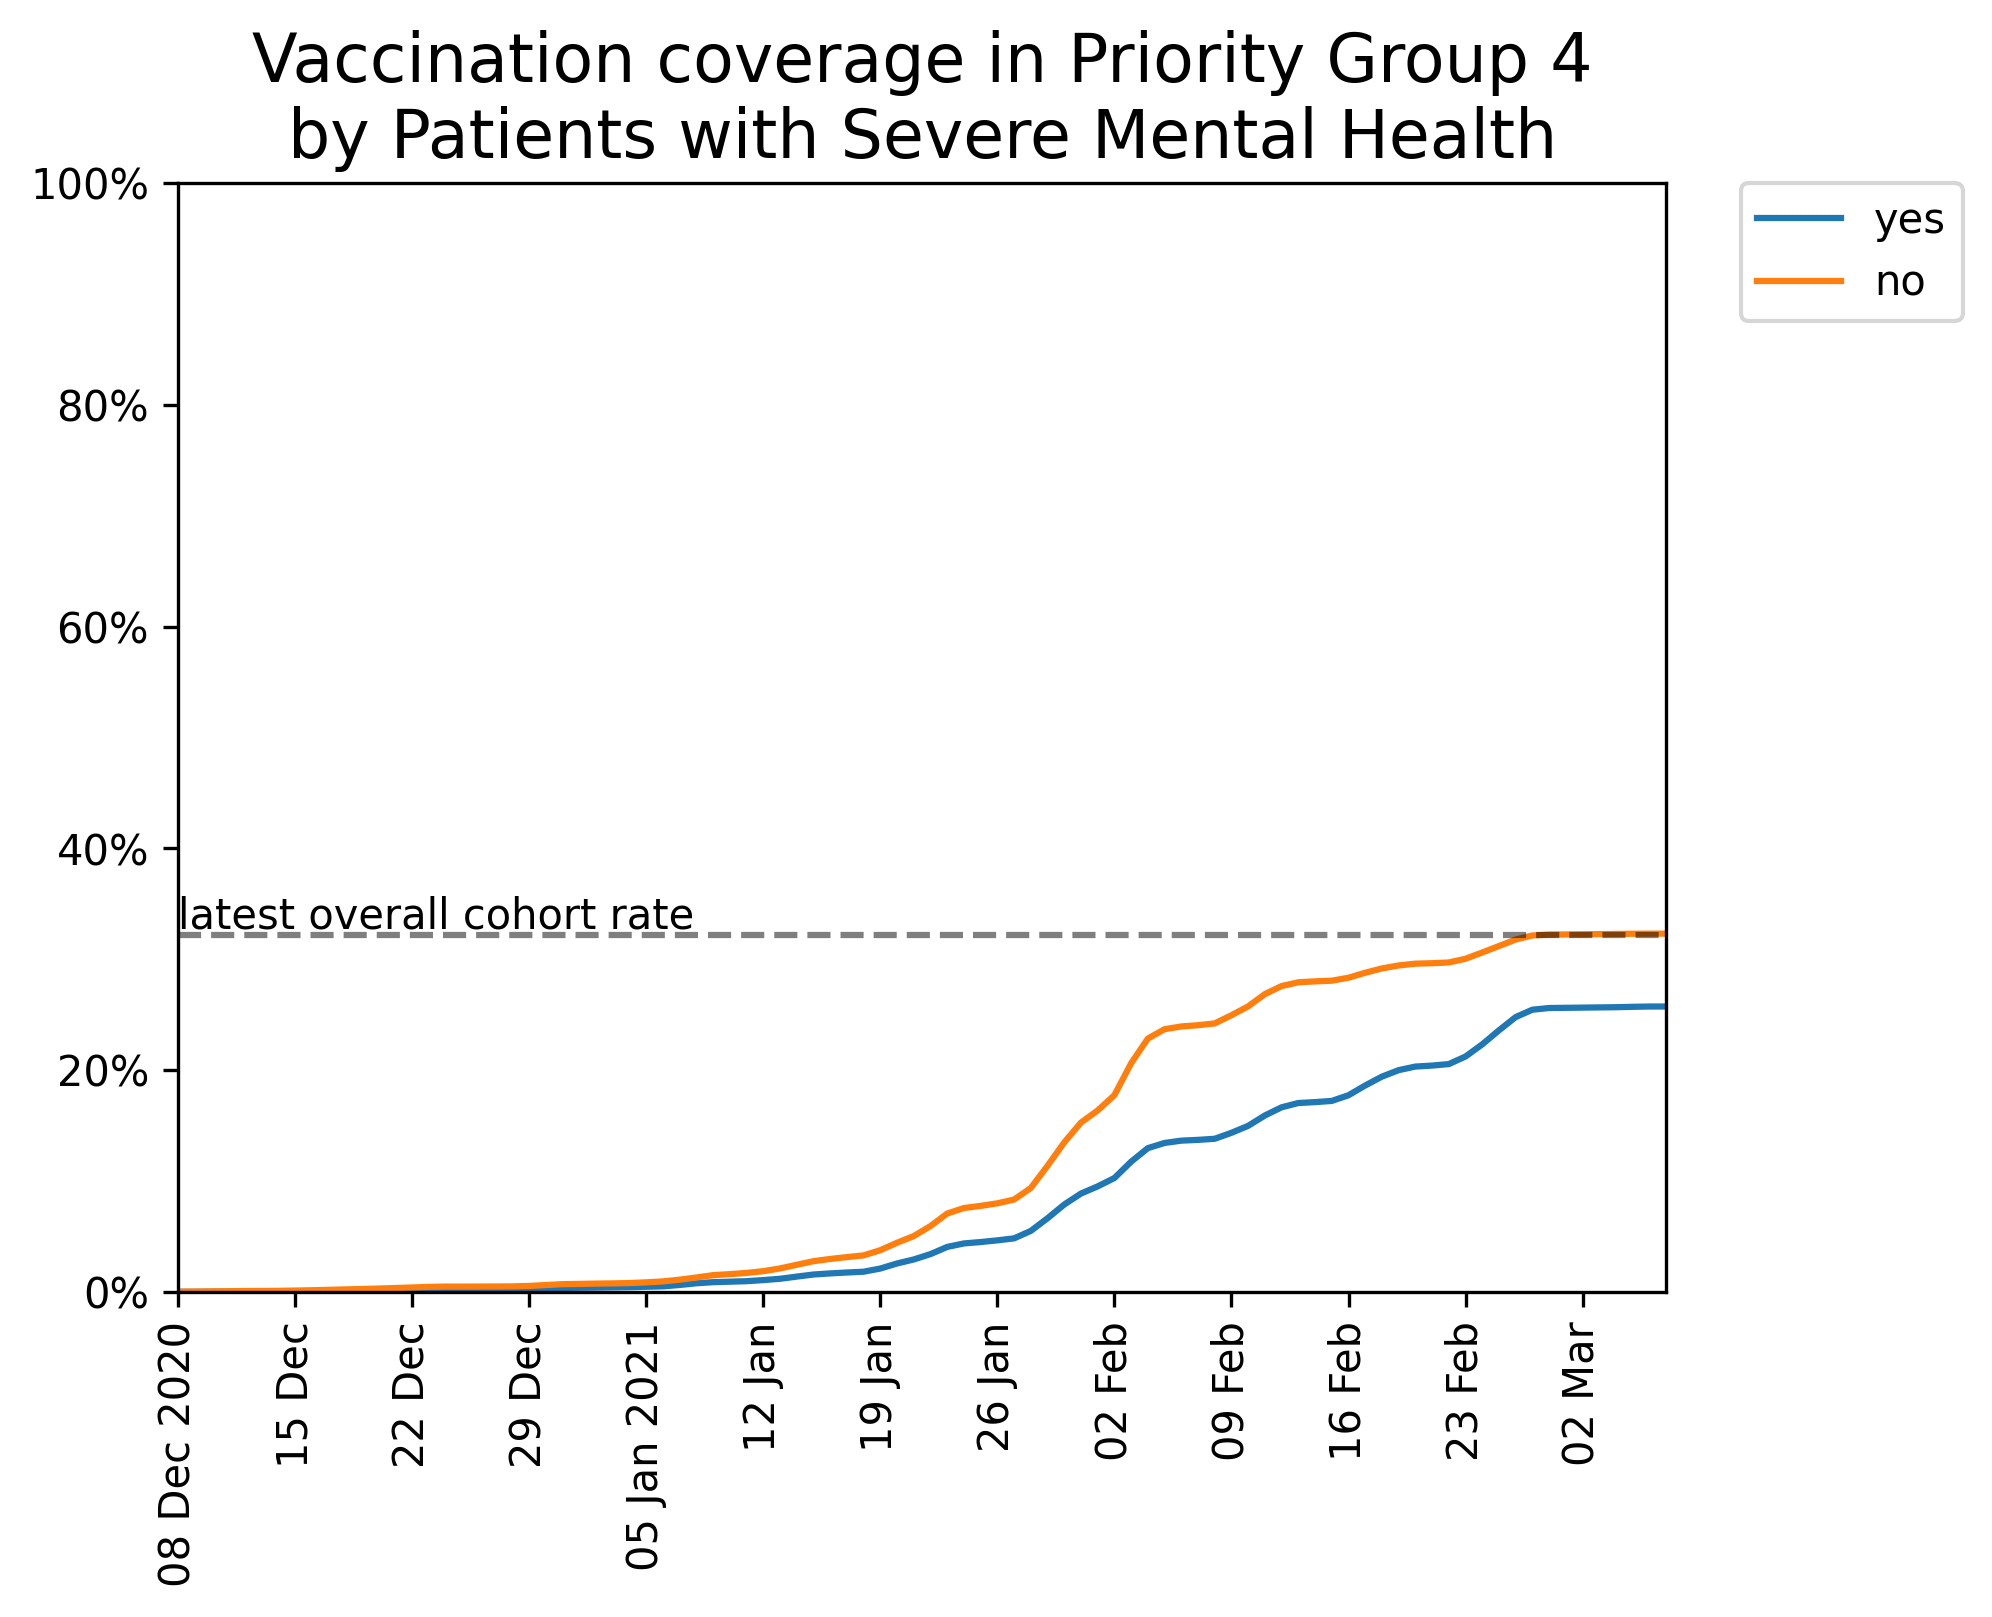 Vaccination coverage in Priority Group 4
by Patients with Severe Mental Health
100%
80%
60%
40%
20%
0%
latest overall cohort rate
yes
no
08 Dec 2020
15 Dec
22 Dec
29 Dec
05 Jan 2021
12 Jan
19 Jan
26 Jan
02 Feb
09 Feb
16 Feb
23 Feb
02 Mar